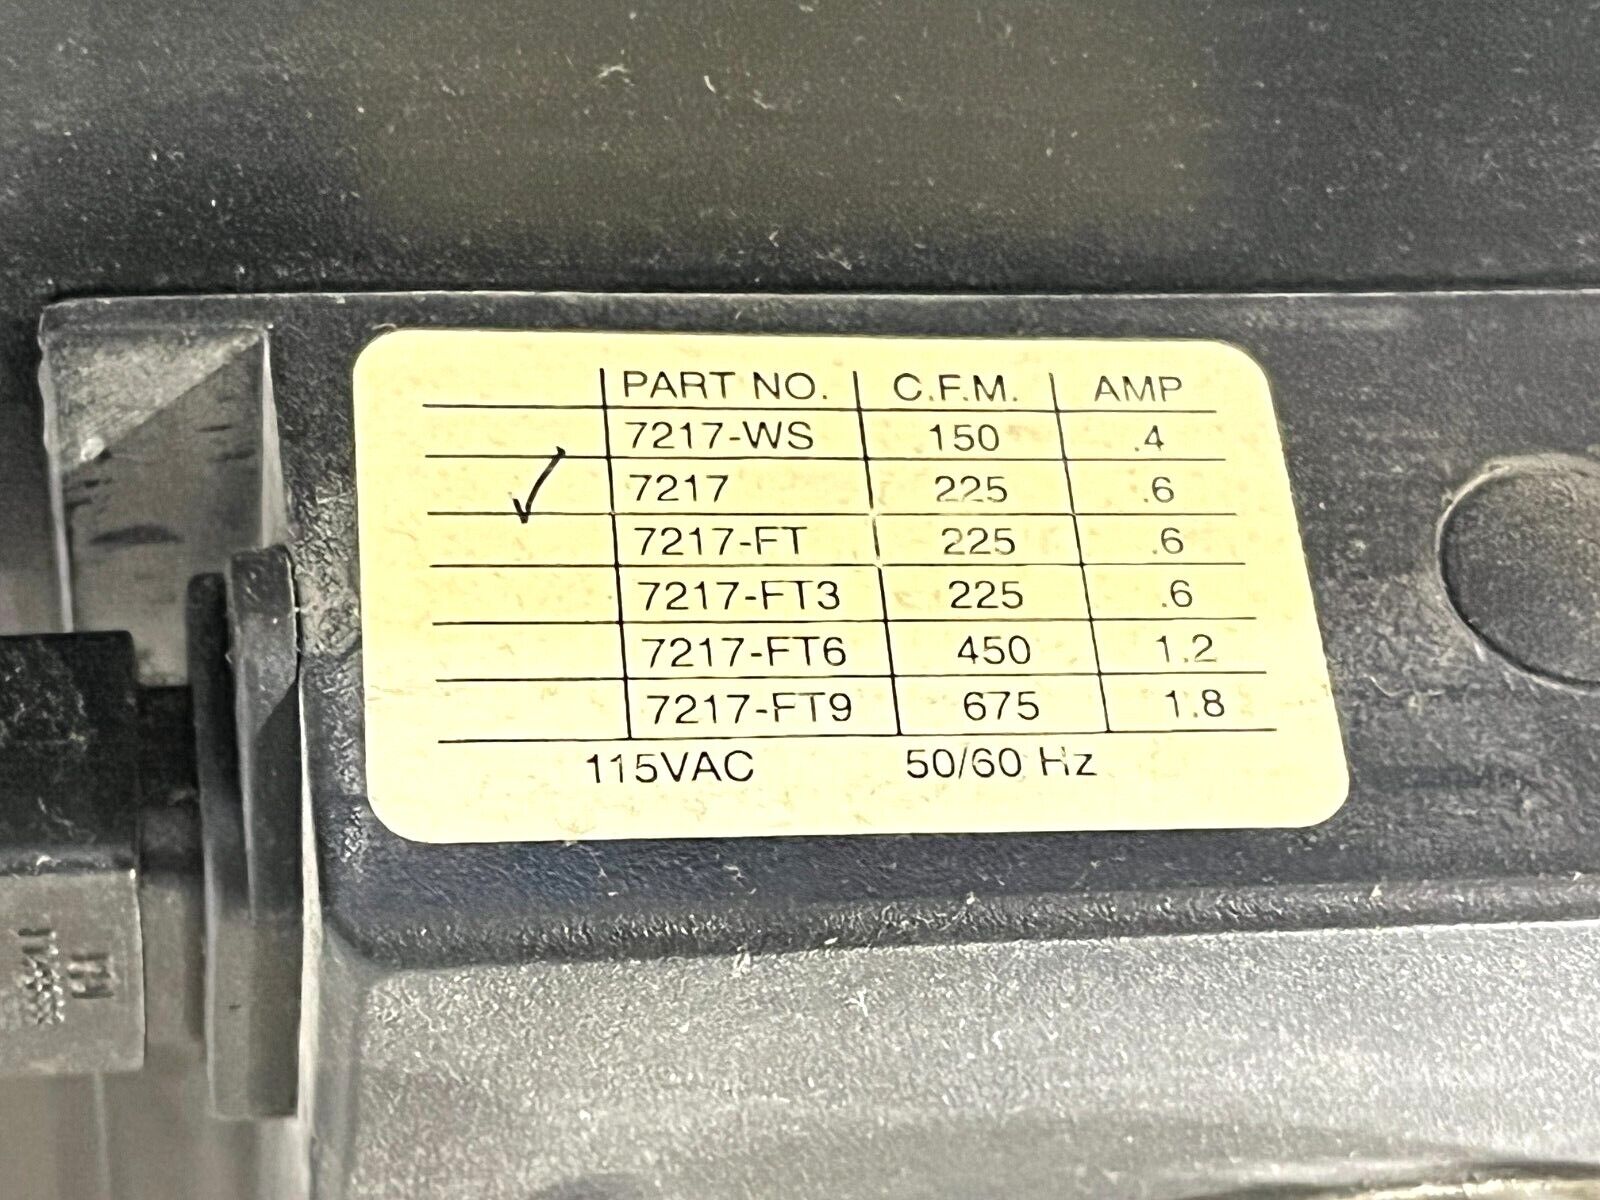 PART NO. C.F.M. AMP
7217-WS 150 .4
✓ 7217 225 .6
7217-FT 225 .6
7217-FT3 225 .6
7217-FT6 450 1.2
7217-FT9 675 1.8
115VAC 50/60 Hz